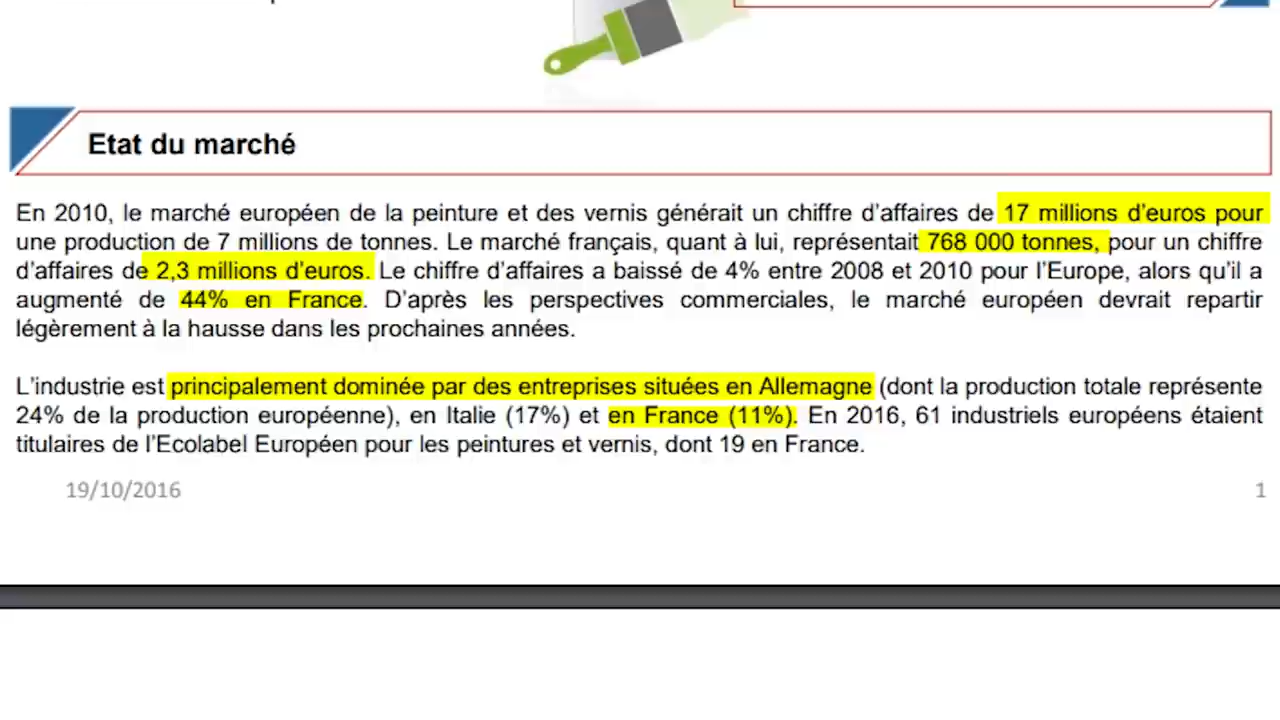 Etat du marché
En 2010, le marché européen de la peinture et des vernis générait un chiffre d’affaires de 17 millions d’euros pour
une production de 7 millions de tonnes. Le marché français, quant à lui, représentait 768 000 tonnes, pour un chiffre
d’affaires de 2,3 millions d’euros. Le chiffre d’affaires a baissé de 4% entre 2008 et 2010 pour l’Europe, alors qu’il a
augmenté de 44% en France. D’après les perspectives commerciales, le marché européen devrait repartir
légèrement à la hausse dans les prochaines années.
L’industrie est principalement dominée par des entreprises situées en Allemagne (dont la production totale représente
24% de la production européenne), en Italie (17%) et en France (11%). En 2016, 61 industriels européens étaient
titulaires de l’Ecolabel Européen pour les peintures et vernis, dont 19 en France.
19/10/2016
1